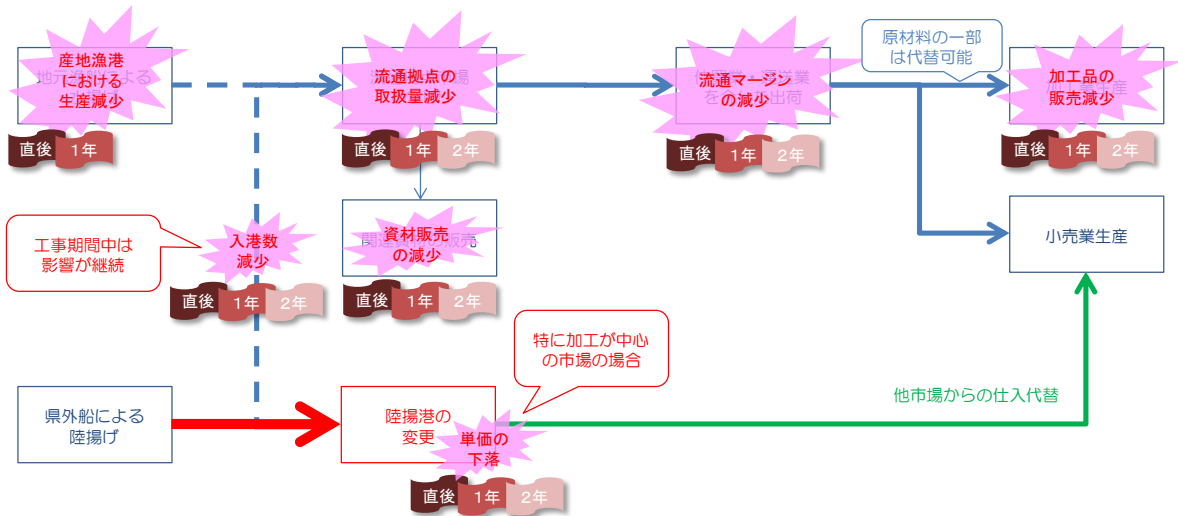 産地漁港
における
生産減少
直後 1年
流通拠点の
取扱量減少
直後 1年 2年
流通マージン
の減少
出荷
直後 1年 2年
原材料の一部
は代替可能
加工品の
販売減少
直後 1年 2年
工事期間中は
影響が継続
入港数
減少
直後 1年 2年
資材販売
の減少
直後 1年 2年
小売業生産
県外船による
陸揚げ
陸揚港の
変更
特に加工が中心
の市場の場合
単価の
下落
直後 1年 2年
他市場からの仕入代替